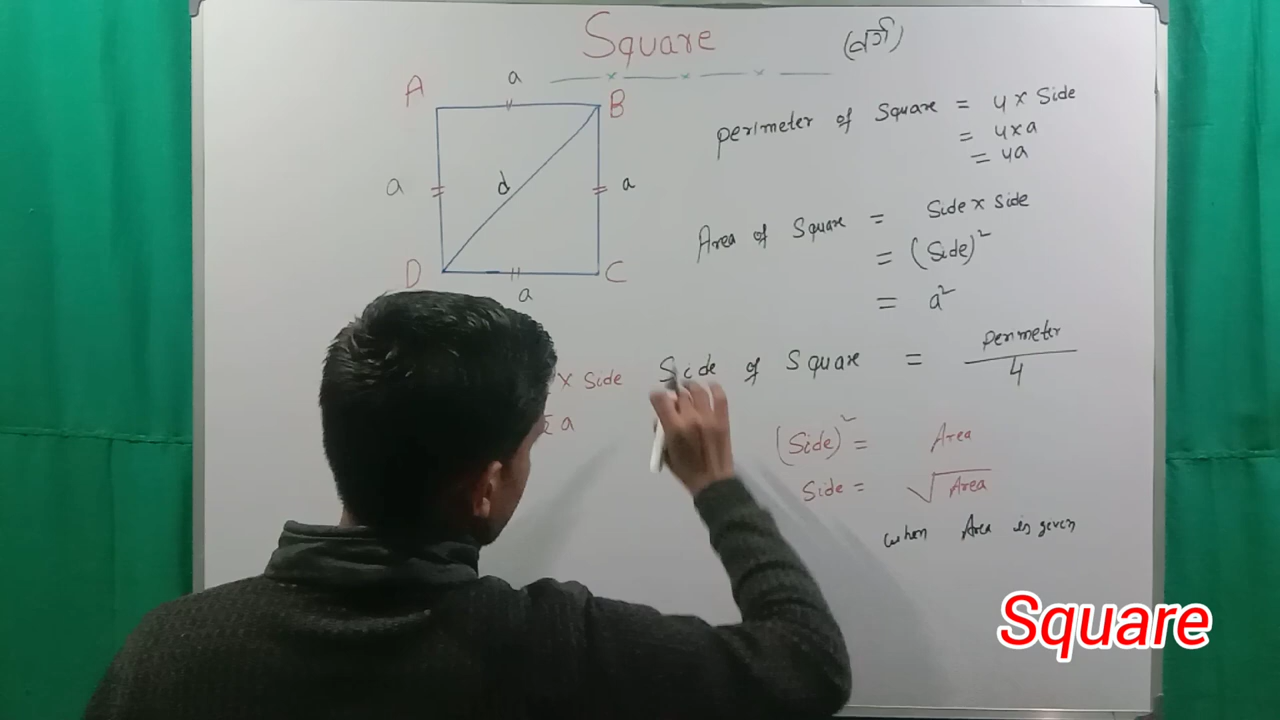 Square (वर्ग)
a
A B
a d a
D C
a
perimeter of Square = 4 x Side
= 4xa
= 4a
Area of Square = Side x Side
= (Side)²
= a²
Side of Square = perimeter
4
x Side
a
(Side)² = Area
Side = √Area
when Area is given
Square